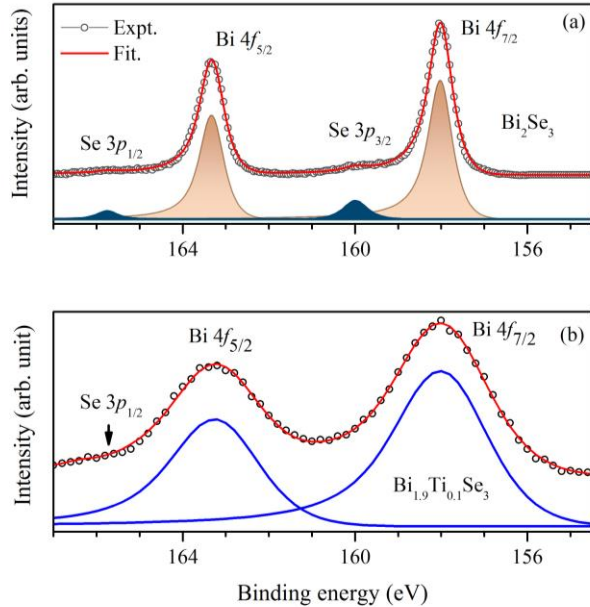 Intensity (arb. units)
Expt.
Fit.
Bi 4f5/2
Bi 4f7/2
(a)
Se 3p1/2
Se 3p3/2
Bi2Se3
164 160 156
Intensity (arb. unit)
Bi 4f5/2
Bi 4f7/2
(b)
Se 3p1/2
Bi1.9Ti0.1Se3
164 160 156
Binding energy (eV)